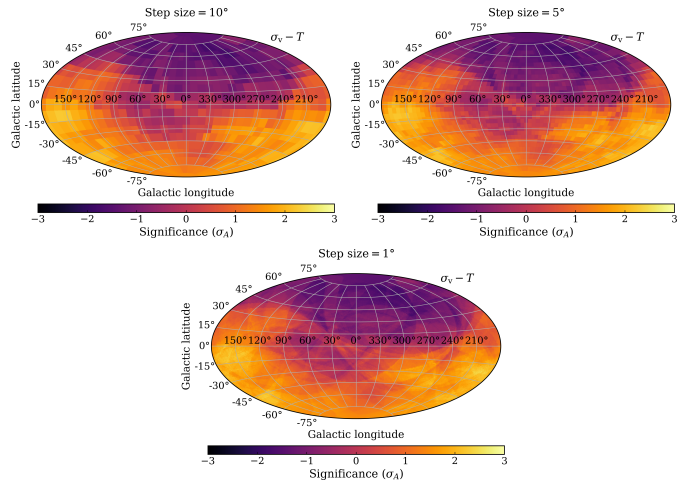 Step size = 10°
σv − T
75°
60°
45°
30°
15°
0°
-15°
-30°
-45°
-60°
-75°
150° 120° 90° 60° 30° 0° 330° 300° 270° 240° 210°
Galactic latitude
Galactic longitude
−3 −2 −1 0 1 2 3
Significance (σA)
Step size = 5°
σv − T
75°
60°
45°
30°
15°
0°
-15°
-30°
-45°
-60°
-75°
150° 120° 90° 60° 30° 0° 330° 300° 270° 240° 210°
Galactic latitude
Galactic longitude
−3 −2 −1 0 1 2 3
Significance (σA)
Step size = 1°
σv − T
75°
60°
45°
30°
15°
0°
-15°
-30°
-45°
-60°
-75°
150° 120° 90° 60° 30° 0° 330° 300° 270° 240° 210°
Galactic latitude
Galactic longitude
−3 −2 −1 0 1 2 3
Significance (σA)